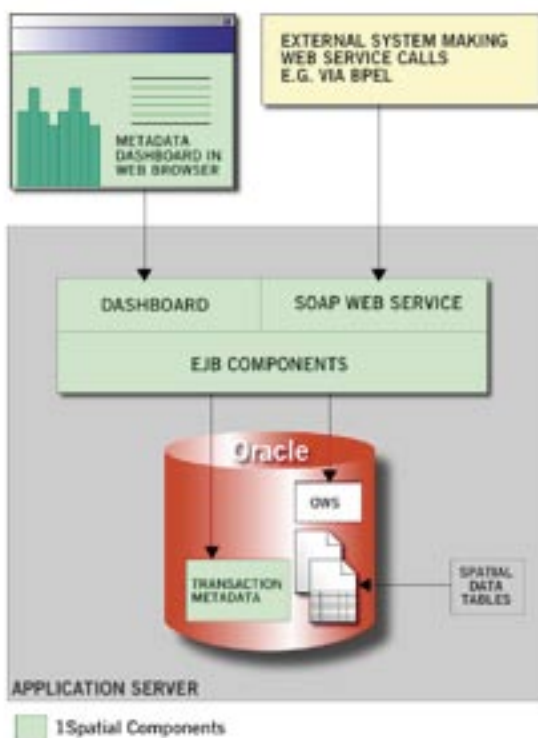 METADATA
DASHBOARD IN
WEB BROWSER
EXTERNAL SYSTEM MAKING
WEB SERVICE CALLS
E.G. VIA BPEL
DASHBOARD
SOAP WEB SERVICE
EJB COMPONENTS
Oracle
OWS
TRANSACTION
METADATA
SPATIAL
DATA
TABLES
APPLICATION SERVER
1Spatial Components